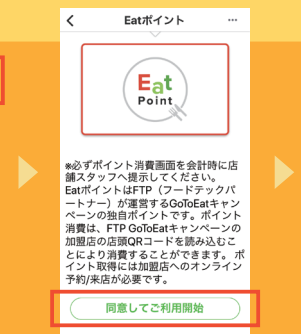 Eatポイント
Eat
Point
※必ずポイント消費画面を会計時に店
舗スタッフへ提示してください。
EatポイントはFTP（フードテックパ
ートナー）が運営するGoToEatキャン
ペーンの独自ポイントです。ポイント
消費は、FTP GoToEatキャンペーンの
加盟店の店頭QRコードを読み込むこ
とにより消費することができます。ポ
イント取得には加盟店へのオンライン
予約/来店が必要です。
同意してご利用開始